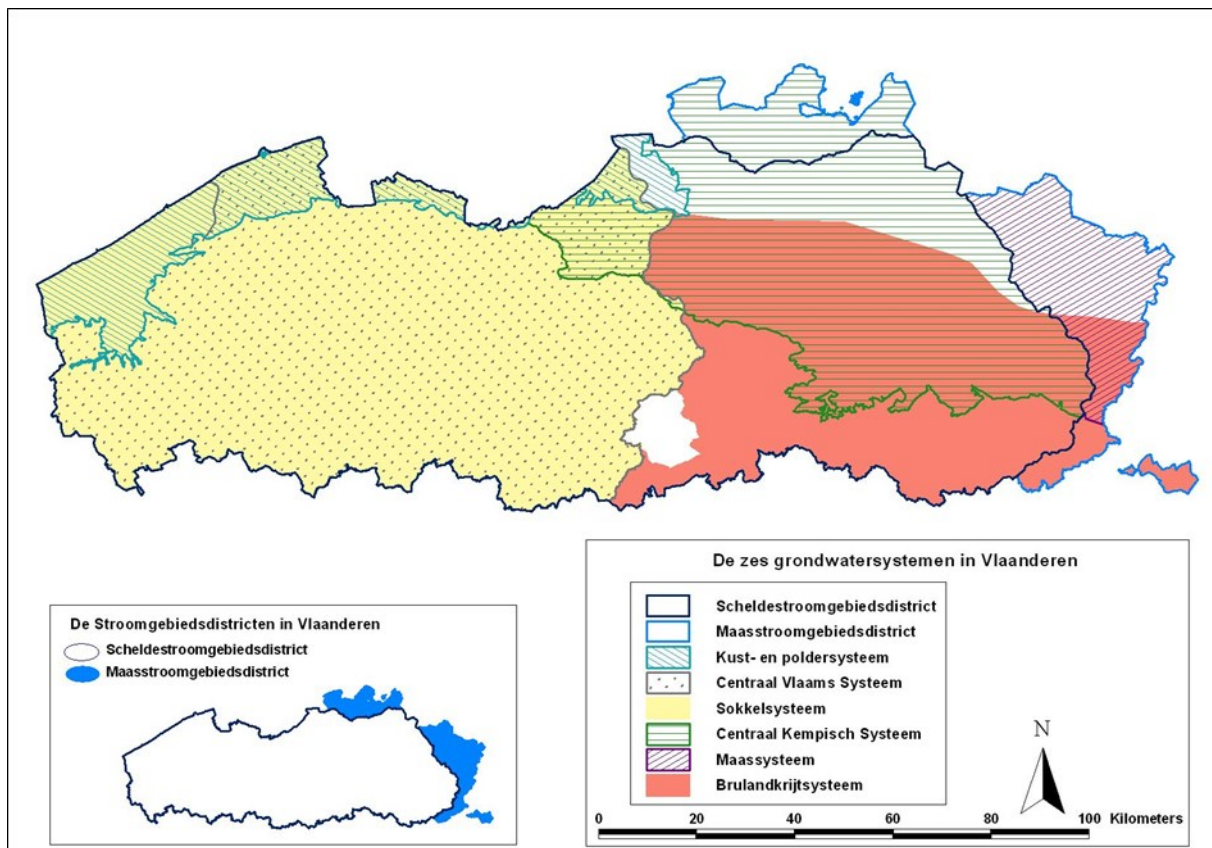 De zes grondwatersystemen in Vlaanderen
Scheldestroomgebiedsdistrict
Maasstroomgebiedsdistrict
Kust- en poldersysteem
Centraal Vlaams Systeem
Sokkelsysteem
Centraal Kempisch Systeem
Maassysteem
Brulandkrijtsysteem
N
0 20 40 60 80 100 Kilometers
De Stroomgebiedsdistricten in Vlaanderen
Scheldestroomgebiedsdistrict
Maasstroomgebiedsdistrict